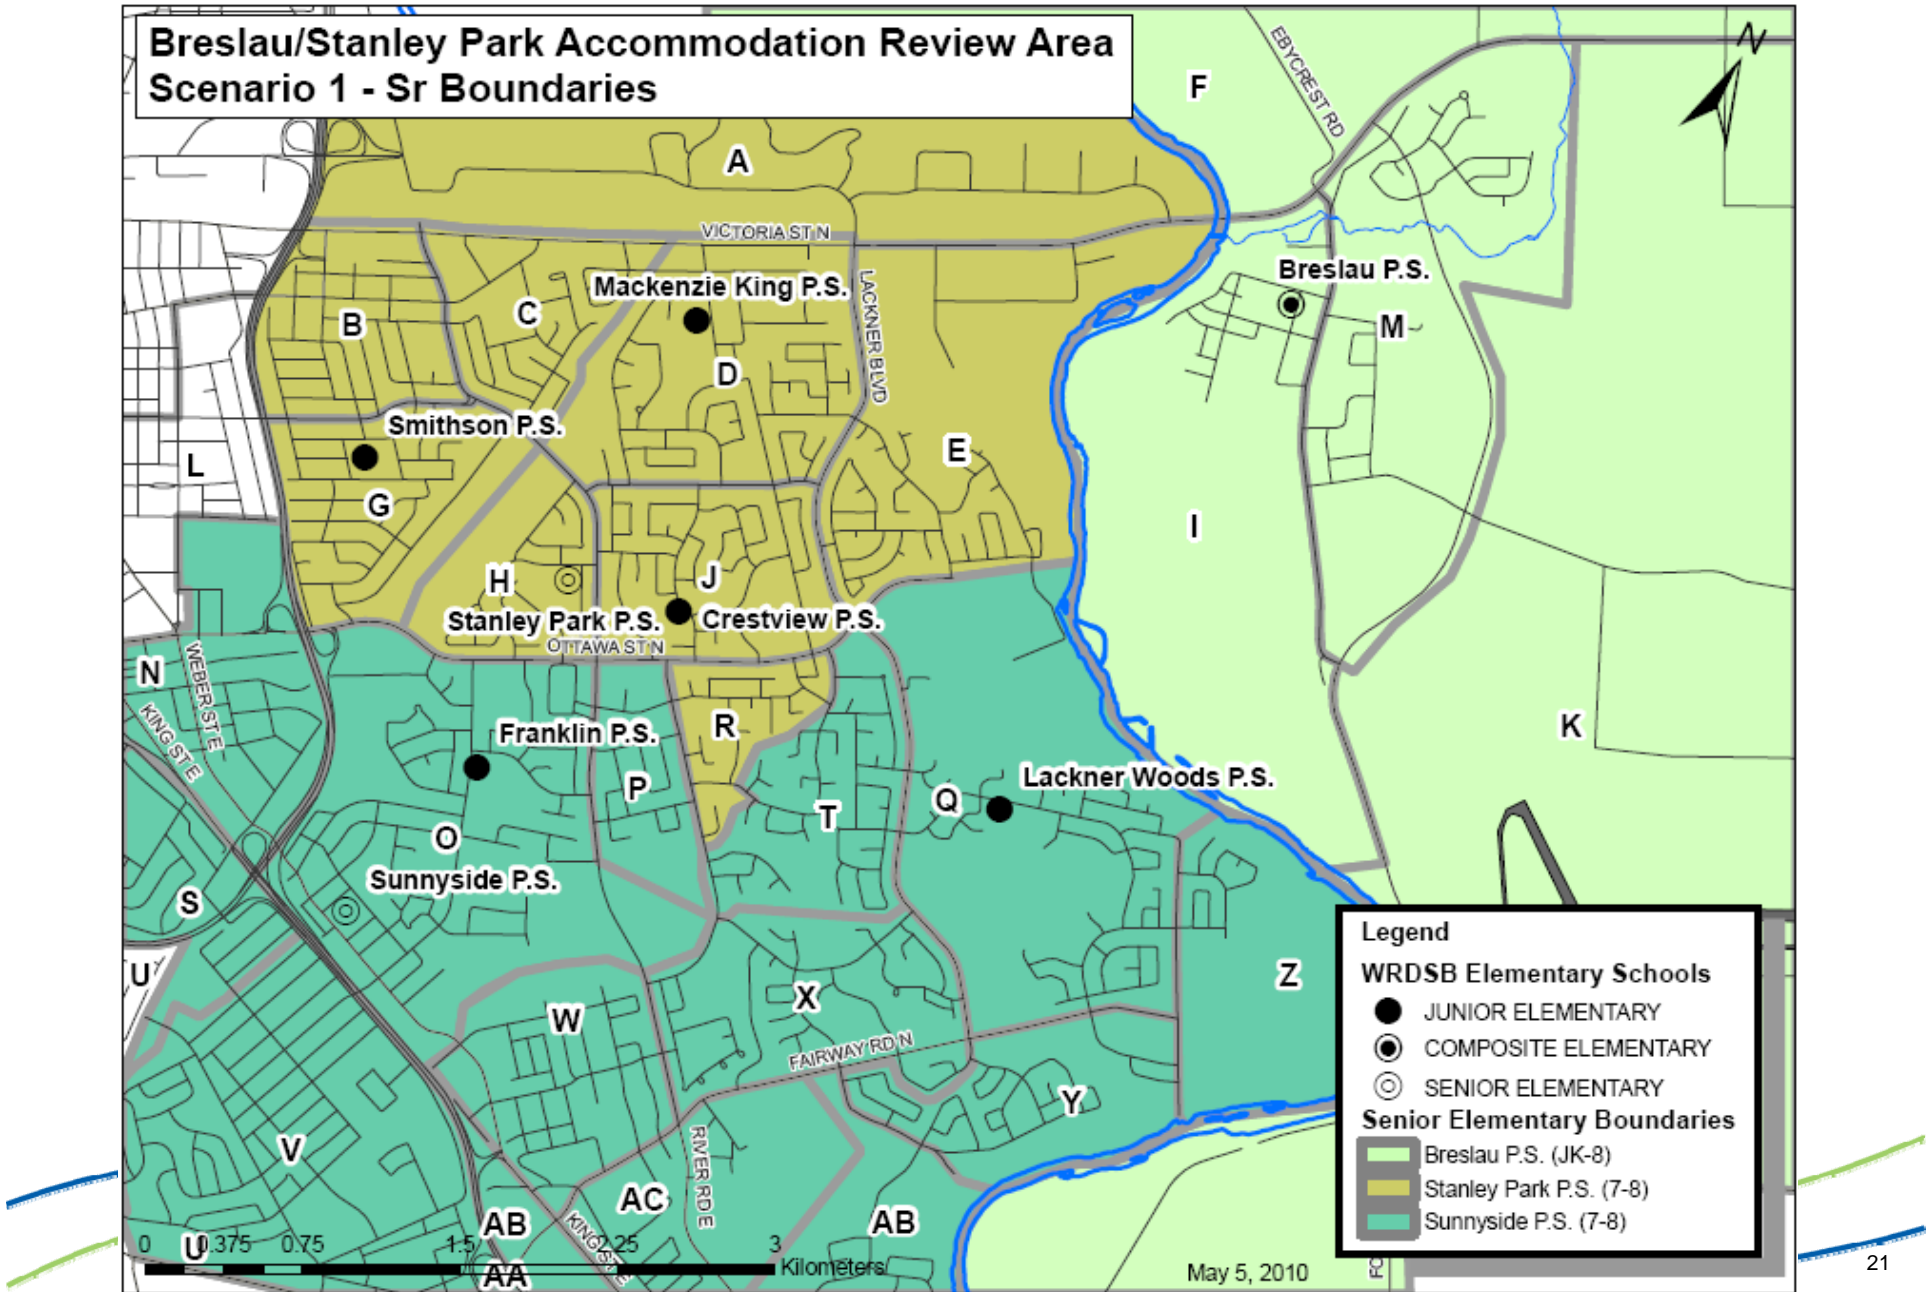 Breslau/Stanley Park Accommodation Review Area
Scenario 1 - Sr Boundaries
N
F
EBYCREST RD
A
VICTORIA ST N
Breslau P.S.
Mackenzie King P.S.
LACKNER BLVD
B
C
M
D
Smithson P.S.
E
L
G
I
H
J
Stanley Park P.S.
Crestview P.S.
OTTAWA ST N
N
WEBER ST E
KING ST E
R
K
Franklin P.S.
P
Lackner Woods P.S.
Q
T
O
Sunnyside P.S.
S
U
Z
X
W
FAIRWAY RD N
Y
V
RIVER RD E
AC
AB
AB
KING ST E
U
AA
0 0.375 0.75 1.5 2.25 3
Kilometers
May 5, 2010
FO
Legend
WRDSB Elementary Schools
JUNIOR ELEMENTARY
COMPOSITE ELEMENTARY
SENIOR ELEMENTARY
Senior Elementary Boundaries
Breslau P.S. (JK-8)
Stanley Park P.S. (7-8)
Sunnyside P.S. (7-8)
21